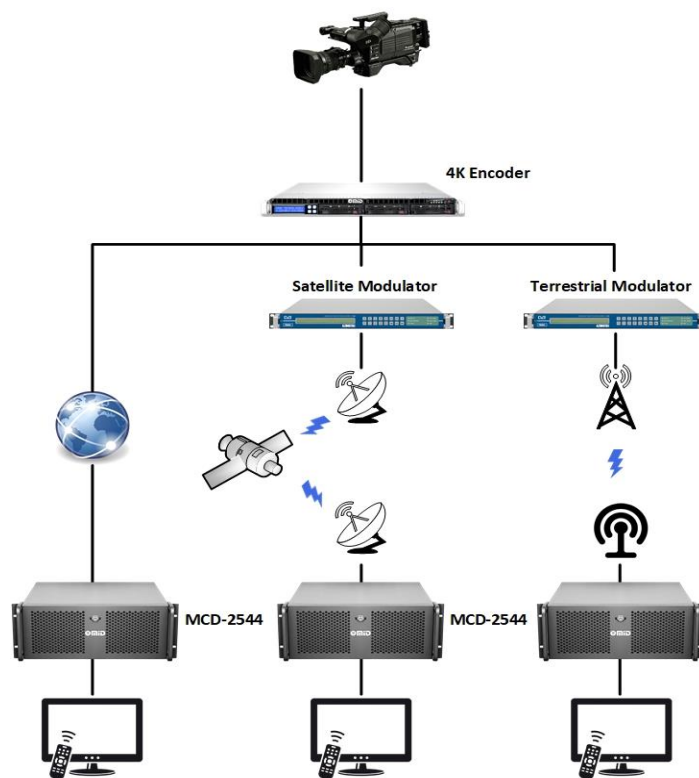 4K Encoder
Satellite Modulator
Terrestrial Modulator
MCD-2544
MCD-2544